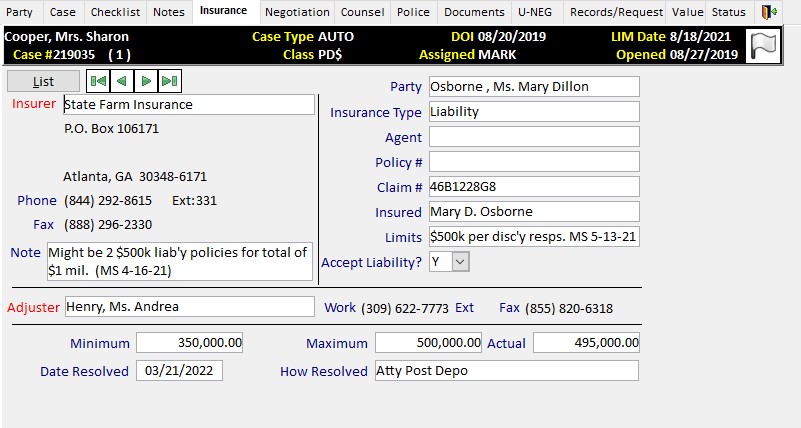 Party Case Checklist Notes Insurance Negotiation Counsel Police Documents U-NEG Records/Request Value Status
Cooper, Mrs. Sharon Case Type AUTO DOI 08/20/2019 LIM Date 8/18/2021
Case #219035 ( 1 ) Class PD$ Assigned MARK Opened 08/27/2019
List
Party Osborne , Ms. Mary Dillon
Insurer State Farm Insurance
Insurance Type Liability
P.O. Box 106171
Agent
Policy #
Atlanta, GA 30348-6171
Claim # 46B1228G8
Phone (844) 292-8615 Ext:331
Insured Mary D. Osborne
Fax (888) 296-2330
Limits $500k per disc'y resps. MS 5-13-21
Note Might be 2 $500k liab'y policies for total of
$1 mil. (MS 4-16-21)
Accept Liability? Y
Adjuster Henry, Ms. Andrea Work (309) 622-7773 Ext Fax (855) 820-6318
Minimum 350,000.00 Maximum 500,000.00 Actual 495,000.00
Date Resolved 03/21/2022 How Resolved Atty Post Depo